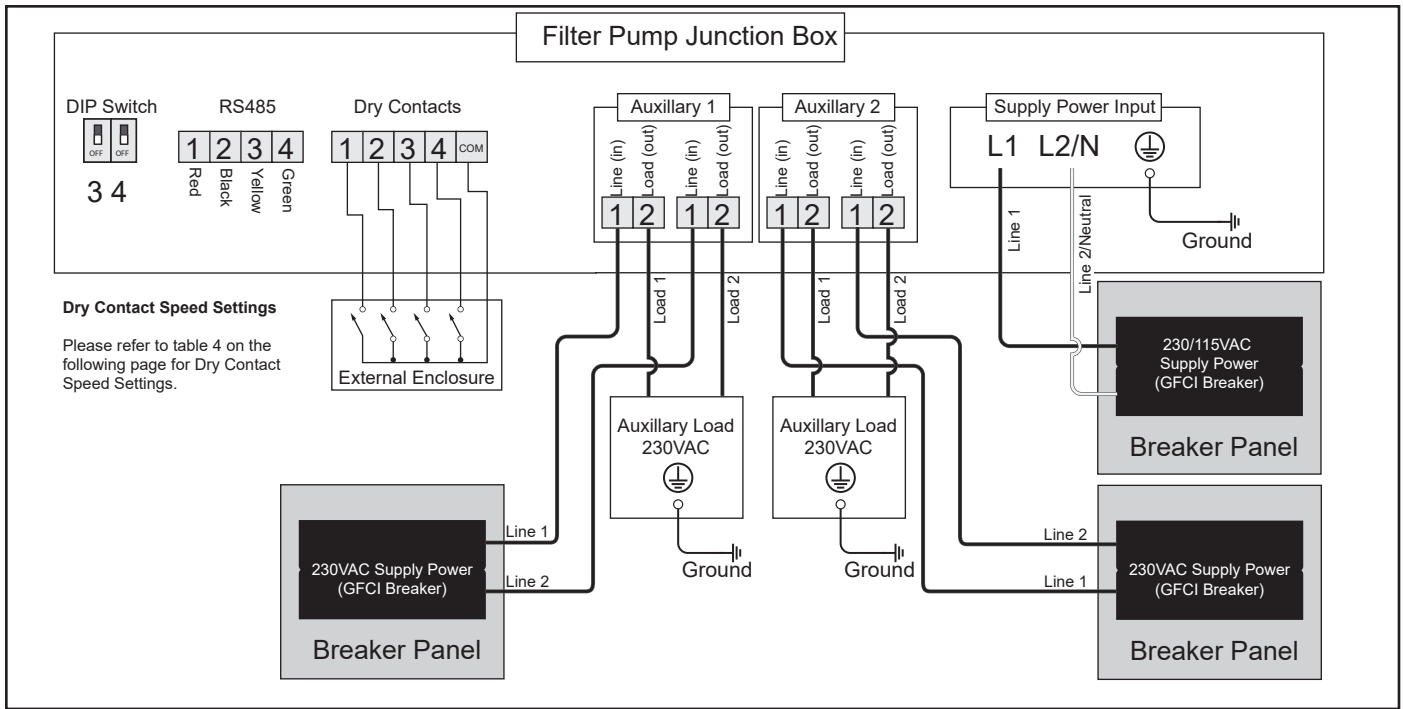 Filter Pump Junction Box
DIP Switch
OFF OFF
3 4
RS485
1 2 3 4
Red
Black
Yellow
Green
Dry Contacts
1 2 3 4 COM
External Enclosure
Auxillary 1
Line (in)
Load (out)
Line (in)
Load (out)
1 2 1 2
Load 1
Load 2
Auxillary 2
Line (in)
Load (out)
Line (in)
Load (out)
1 2 1 2
Load 1
Load 2
Supply Power Input
L1 L2/N
Ground
Line 1
Line 2/Neutral
Dry Contact Speed Settings
Please refer to table 4 on the
following page for Dry Contact
Speed Settings.
230/115VAC
Supply Power
(GFCI Breaker)
Breaker Panel
Auxillary Load
230VAC
Ground
Auxillary Load
230VAC
Ground
Line 1
Line 2
230VAC Supply Power
(GFCI Breaker)
Breaker Panel
Line 2
Line 1
230VAC Supply Power
(GFCI Breaker)
Breaker Panel